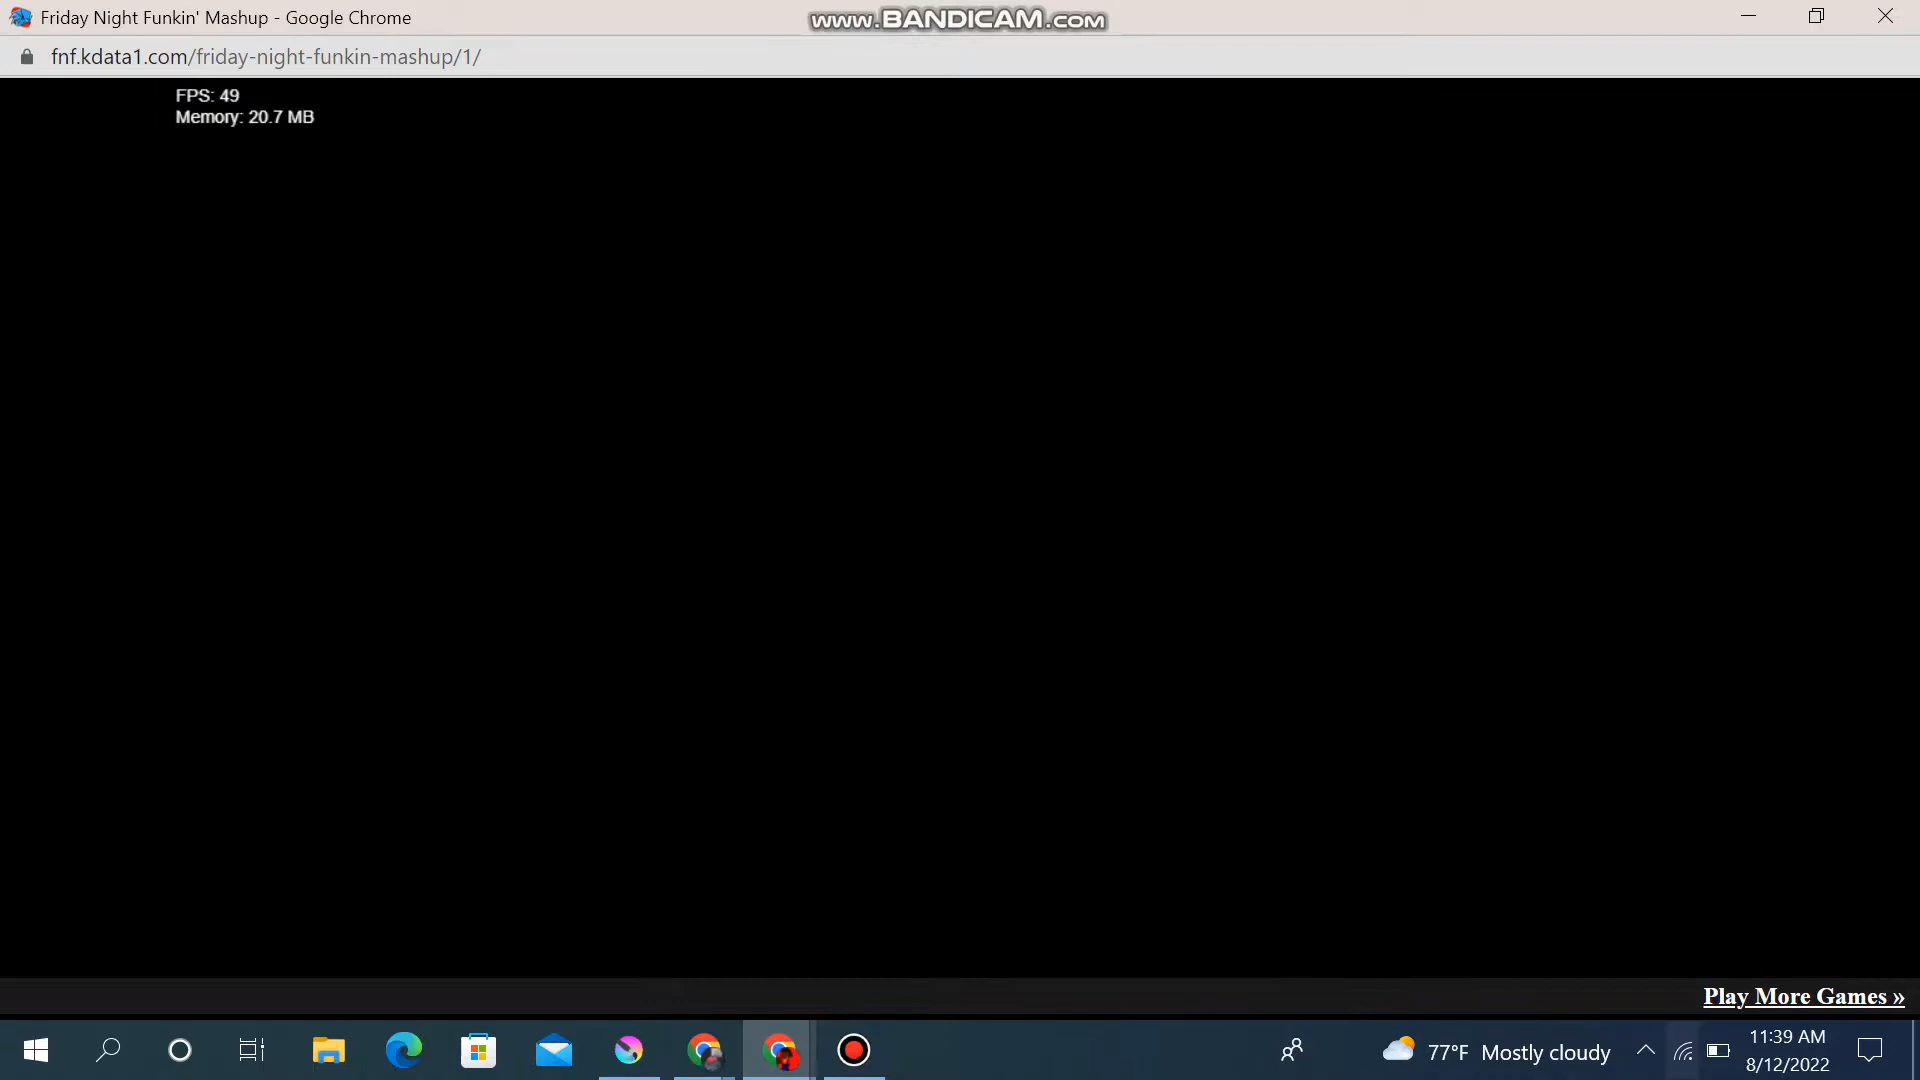 Friday Night Funkin' Mashup - Google Chrome
www.BANDICAM.com
fnf.kdata1.com/friday-night-funkin-mashup/1/
FPS: 49
Memory: 20.7 MB
Play More Games »
77°F Mostly cloudy
11:39 AM
8/12/2022